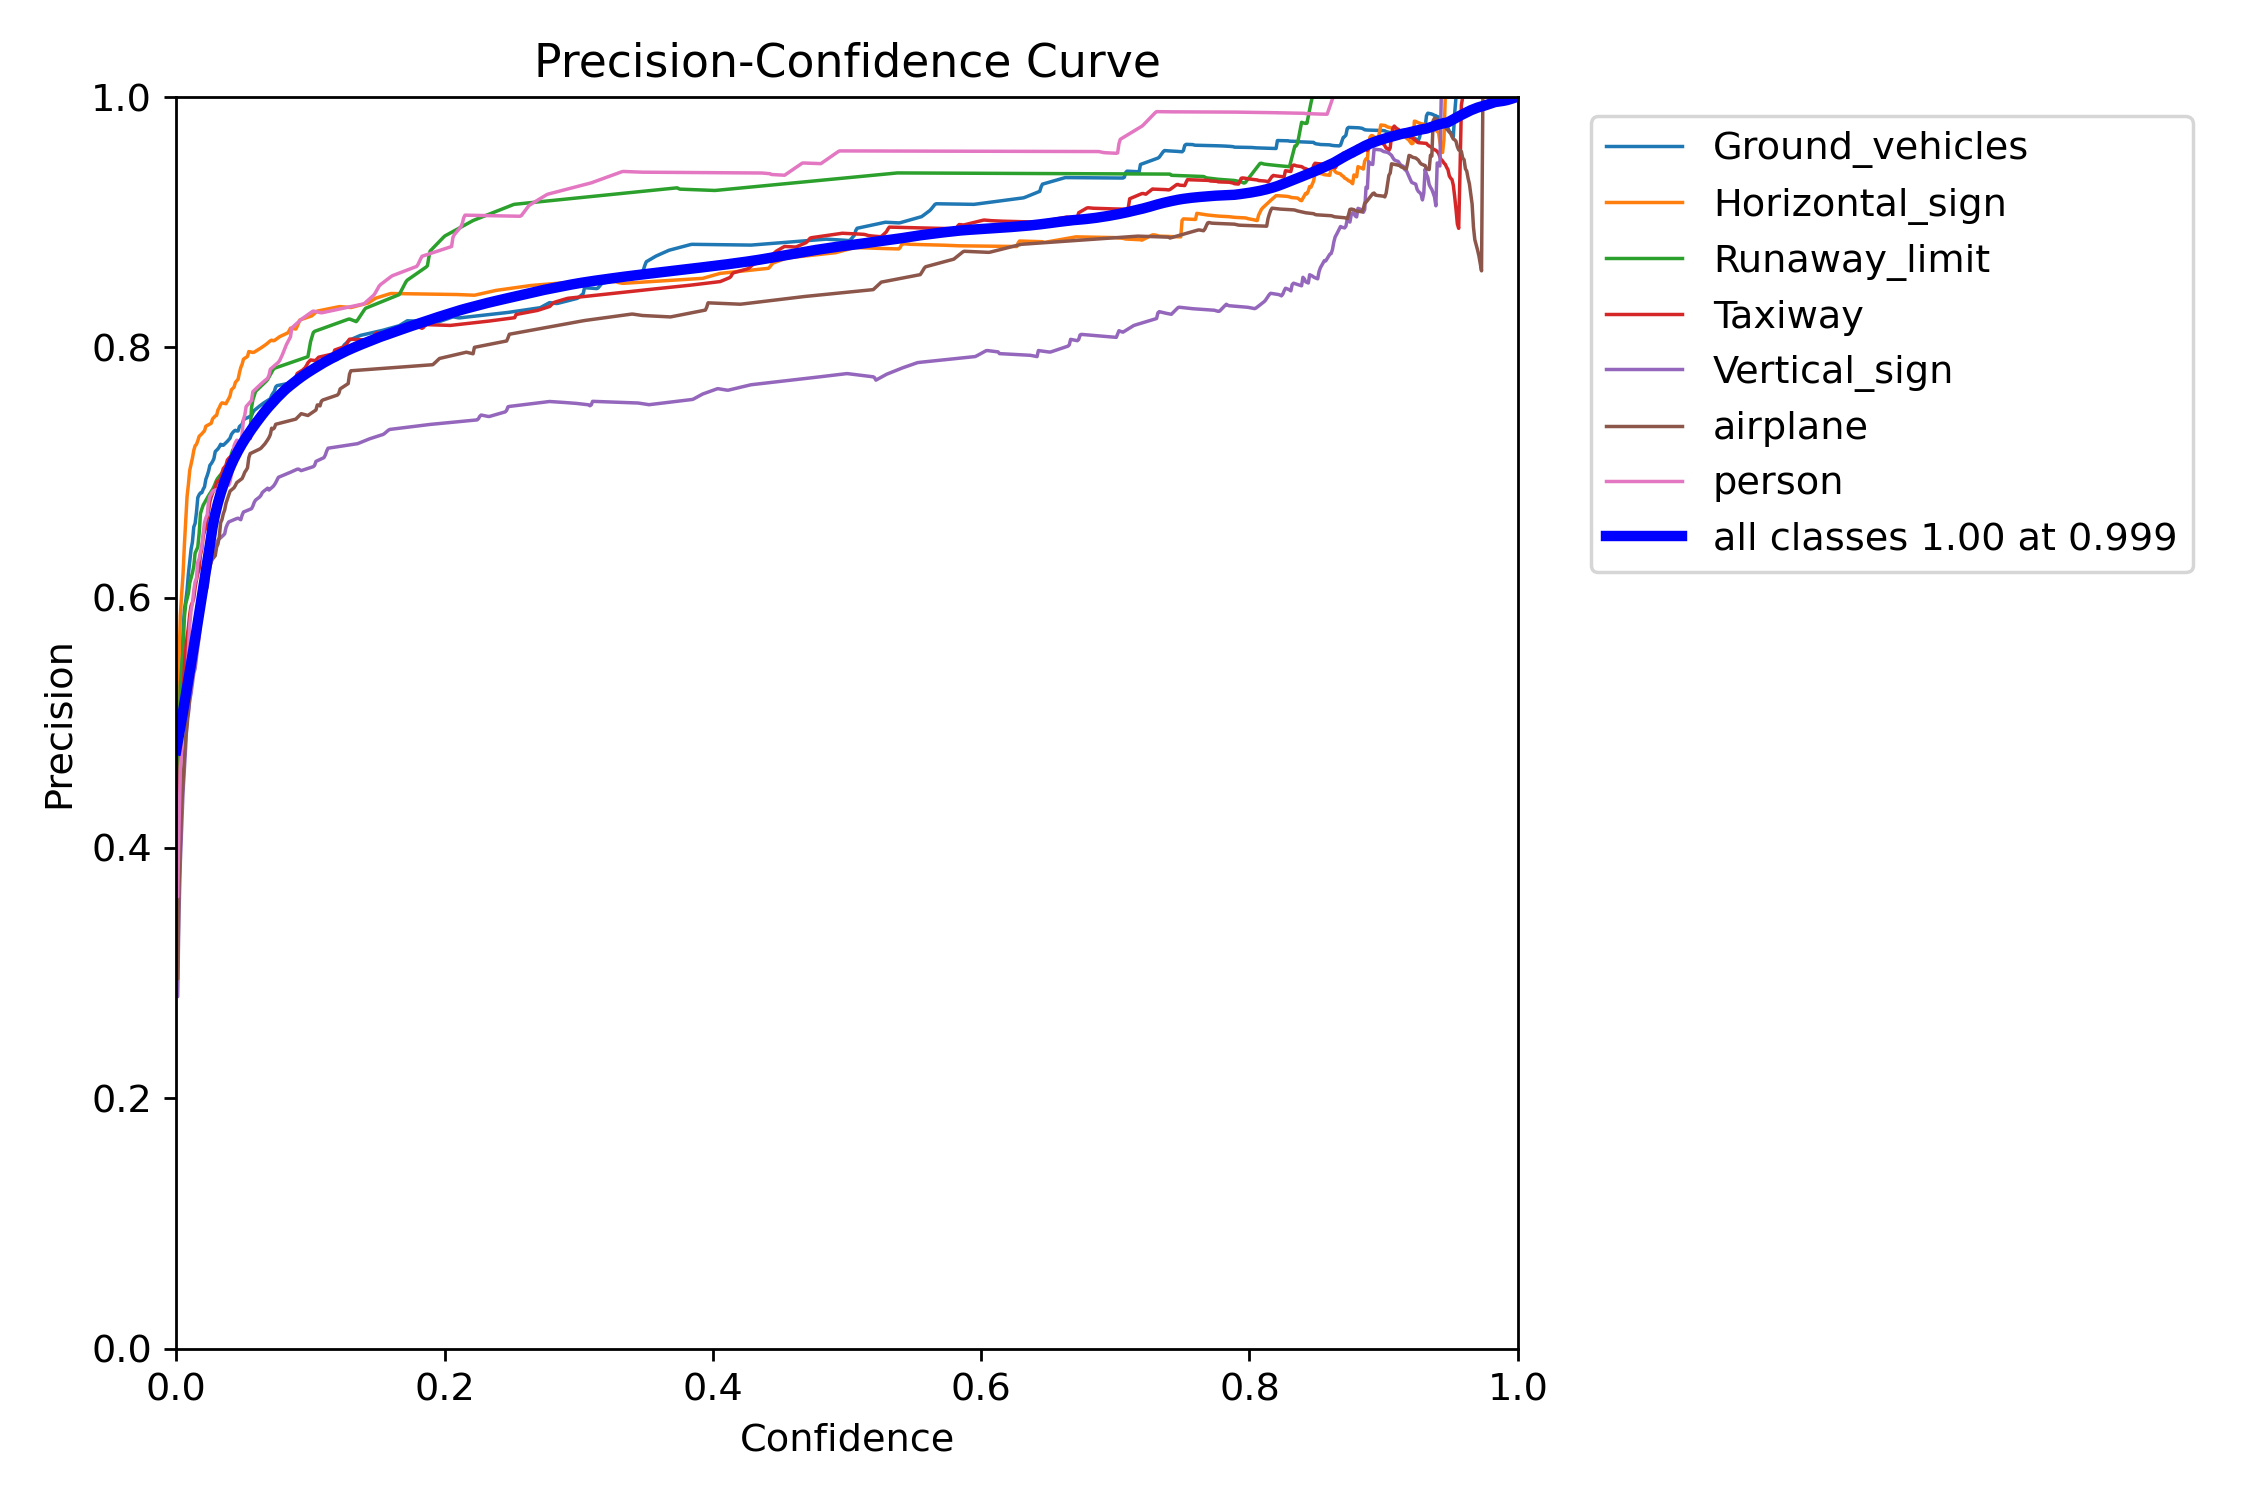 Precision-Confidence Curve
1.0
0.8
0.6
0.4
0.2
0.0
Precision
0.0 0.2 0.4 0.6 0.8 1.0
Confidence
Ground_vehicles
Horizontal_sign
Runaway_limit
Taxiway
Vertical_sign
airplane
person
all classes 1.00 at 0.999